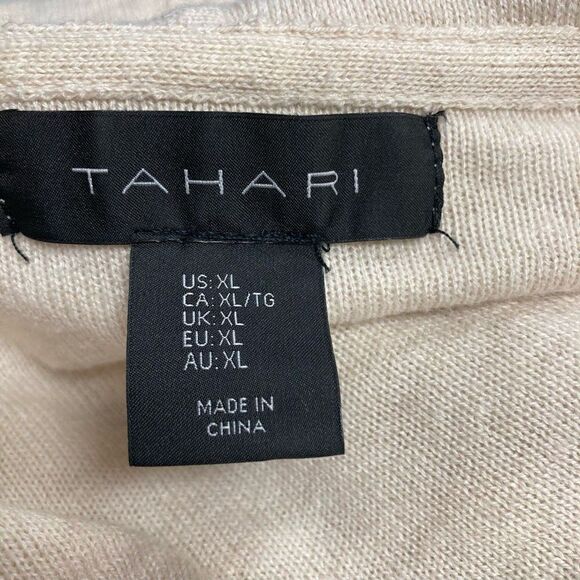 TAHARI
US: XL
CA: XL/TG
UK: XL
EU: XL
AU: XL
MADE IN
CHINA